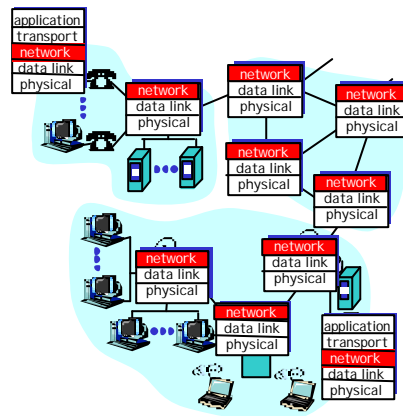 application
transport
network
data link
physical
network
data link
physical
network
data link
physical
network
data link
physical
network
data link
physical
network
data link
physical
network
data link
physical
network
data link
physical
network
data link
physical
application
transport
network
data link
physical